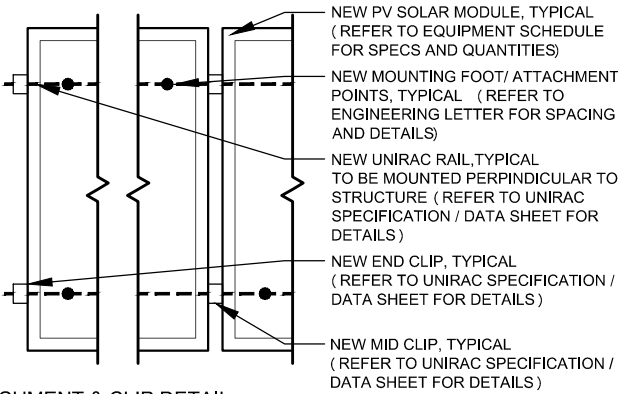 NEW PV SOLAR MODULE, TYPICAL
( REFER TO EQUIPMENT SCHEDULE
FOR SPECS AND QUANTITIES)
NEW MOUNTING FOOT/ ATTACHMENT
POINTS, TYPICAL ( REFER TO
ENGINEERING LETTER FOR SPACING
AND DETAILS)
NEW UNIRAC RAIL,TYPICAL
TO BE MOUNTED PERPINDICULAR TO
STRUCTURE ( REFER TO UNIRAC
SPECIFICATION / DATA SHEET FOR
DETAILS )
NEW END CLIP, TYPICAL
( REFER TO UNIRAC SPECIFICATION /
DATA SHEET FOR DETAILS )
NEW MID CLIP, TYPICAL
( REFER TO UNIRAC SPECIFICATION /
DATA SHEET FOR DETAILS )
& CLIP DETAIL